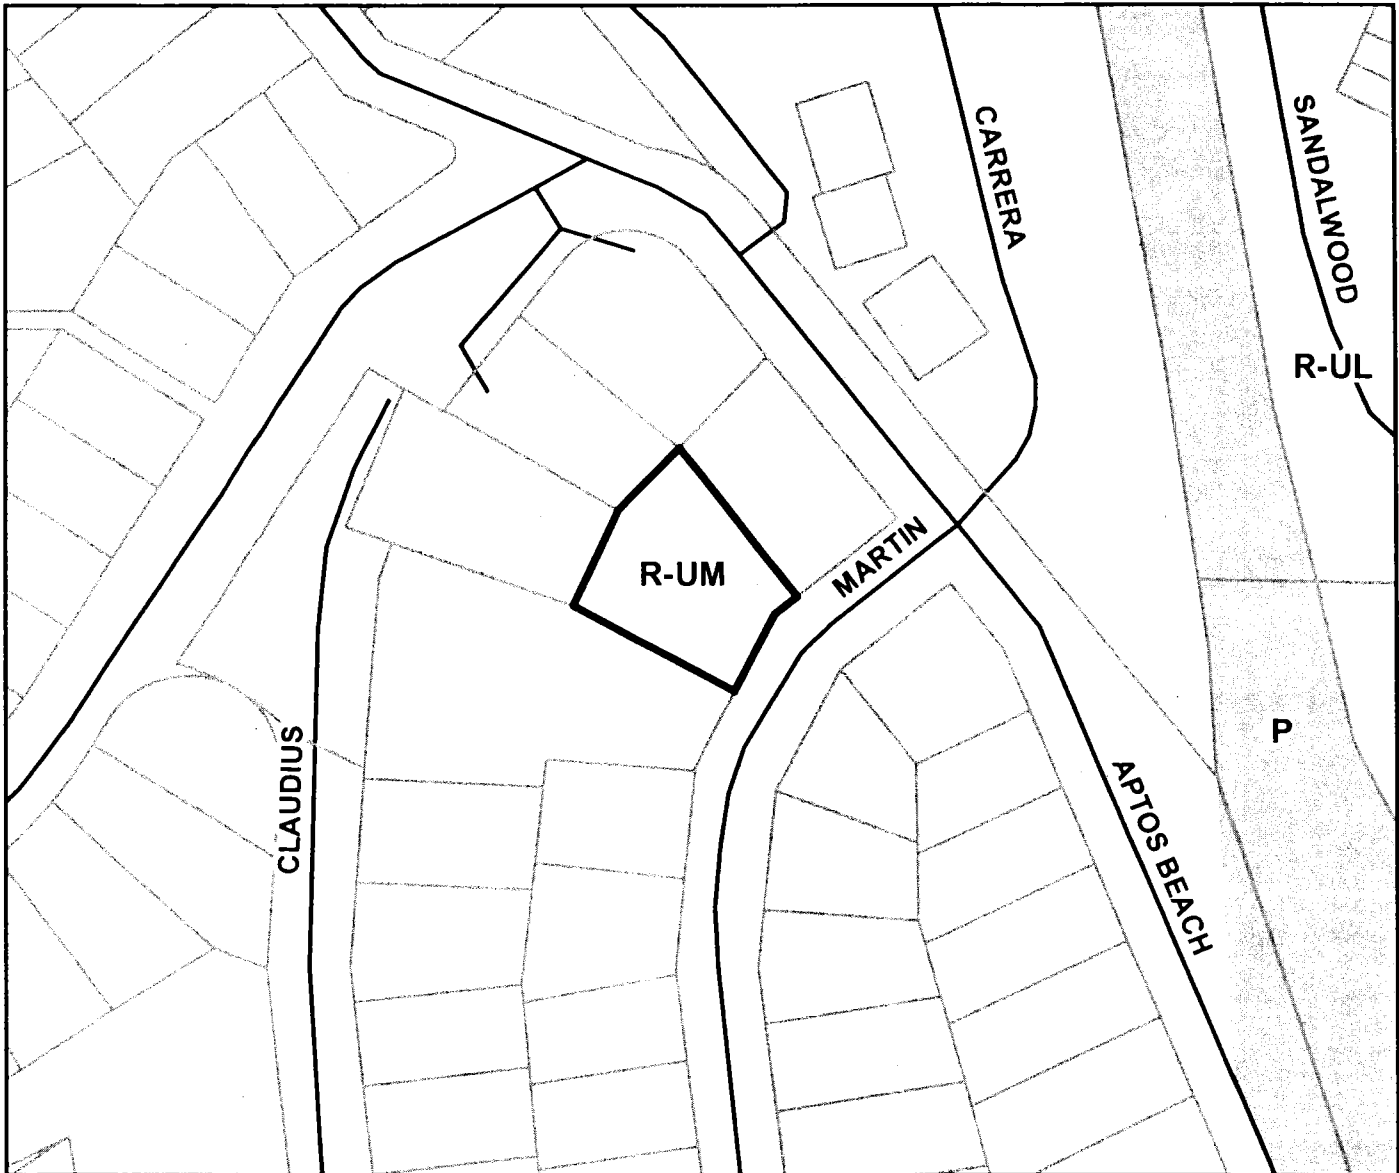 CARRERA
SANDALWOOD
R-UL
MARTIN
R-UM
P
CLAUDIUS
APTOS BEACH